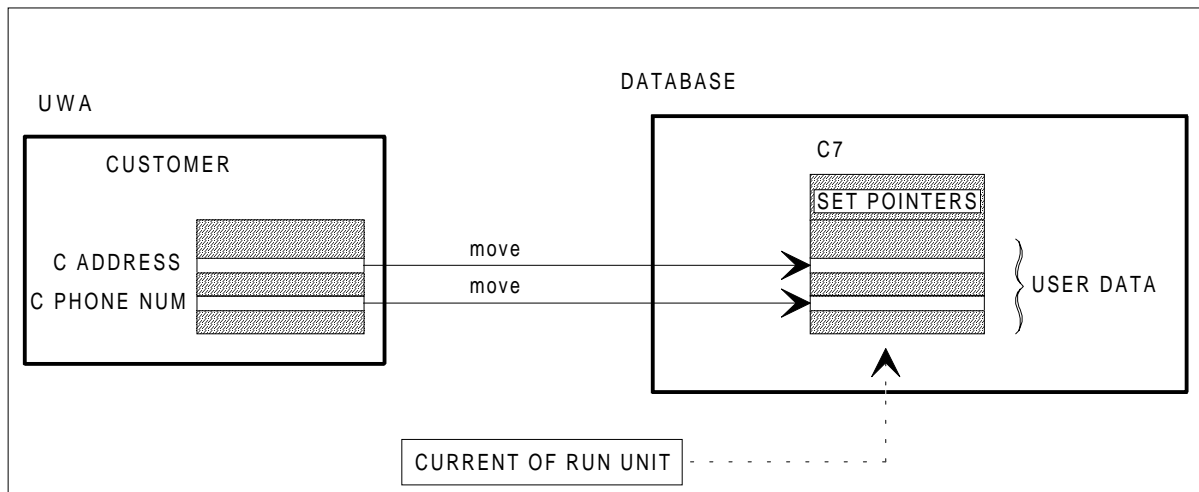 DATABASE
UWA
C7
CUSTOMER
SET POINTERS
C ADDRESS
move
C PHONE NUM
move
USER DATA
CURRENT OF RUN UNIT